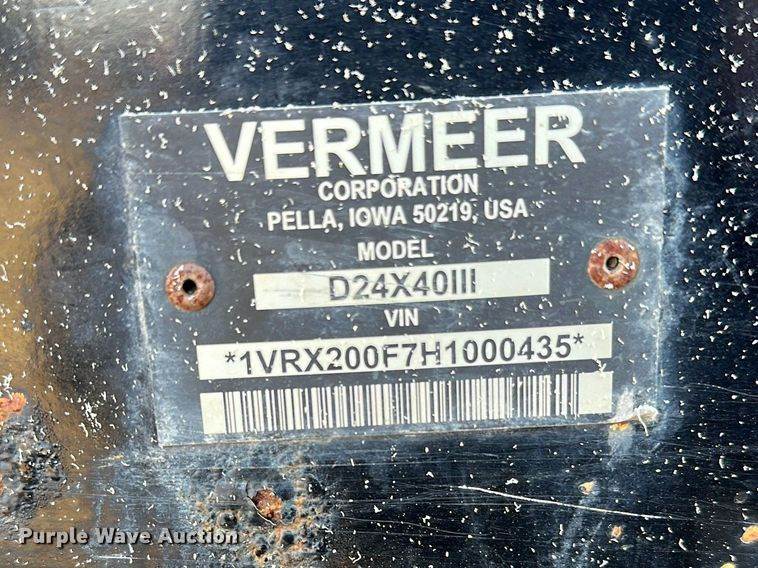 VERMEER
CORPORATION
PELLA, IOWA 50219, USA
MODEL
D24X40III
VIN
*1VRX200F7H1000435*
Purple Wave Auction